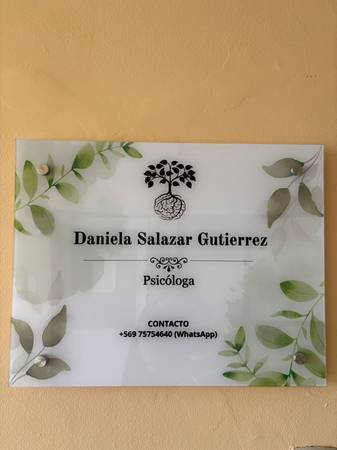 Daniela Salazar Gutierrez
Psicóloga
CONTACTO
+569 75754640 (WhatsApp)